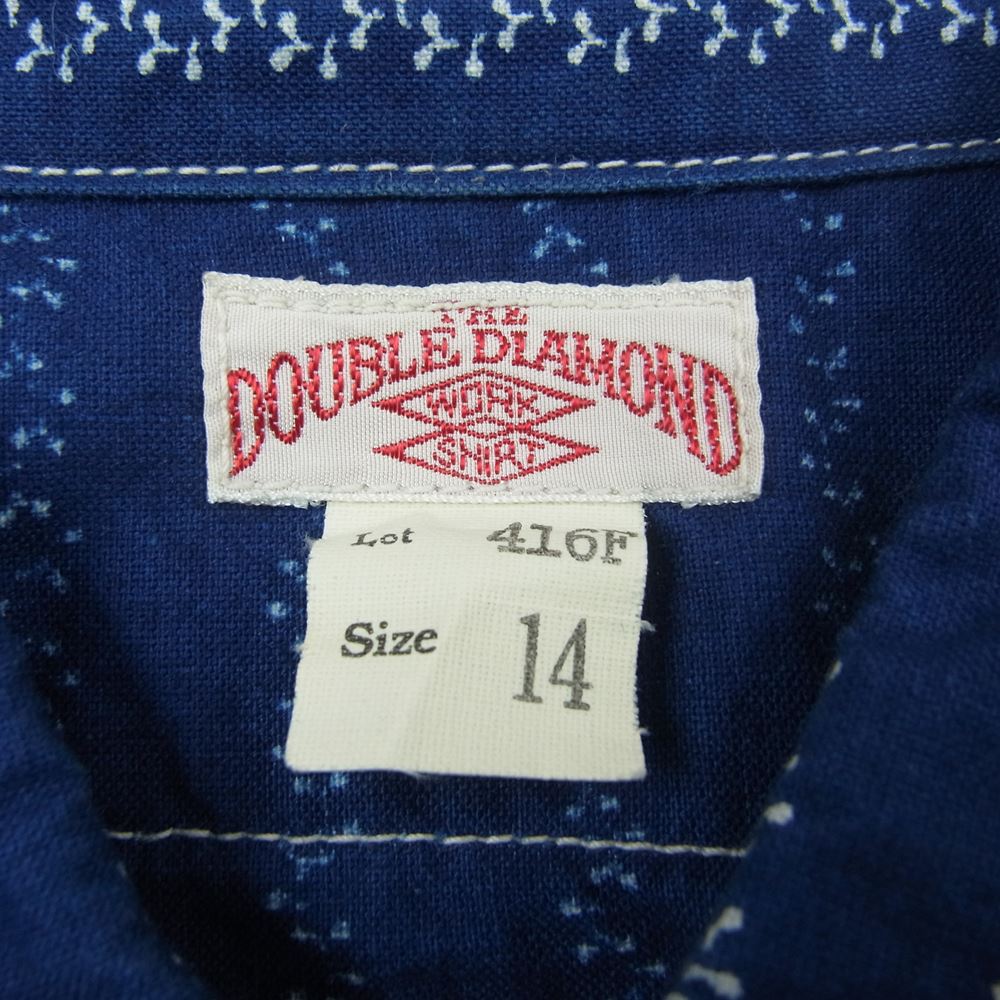 THE
DOUBLE DIAMOND
WORK
SHIRT
Lot 416F
Size 14